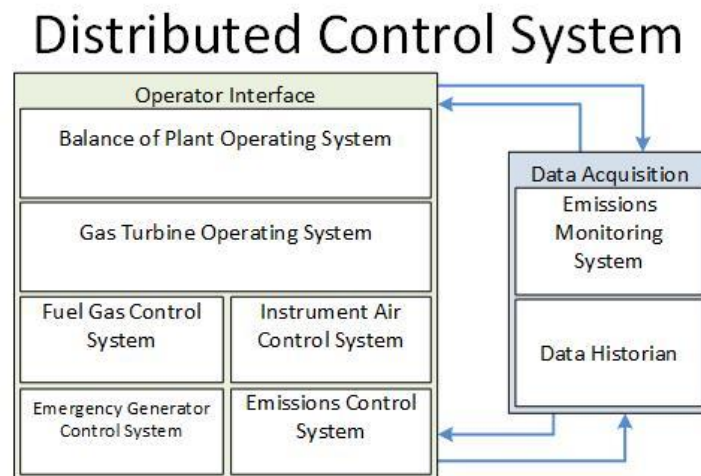 Distributed Control System
Operator Interface
Balance of Plant Operating System
Gas Turbine Operating System
Fuel Gas Control
System
Instrument Air
Control System
Emergency Generator
Control System
Emissions Control
System
Data Acquisition
Emissions
Monitoring
System
Data Historian